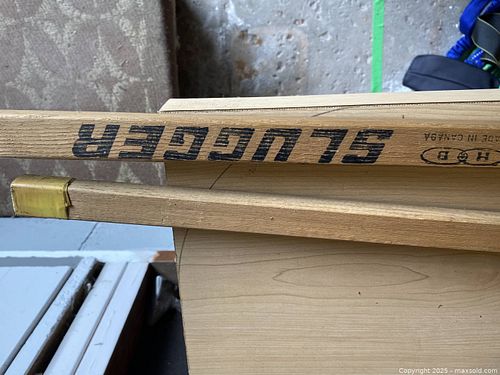 H B
MADE IN CANADA
SLUGGER
Copyright 2025 - maxsold.com